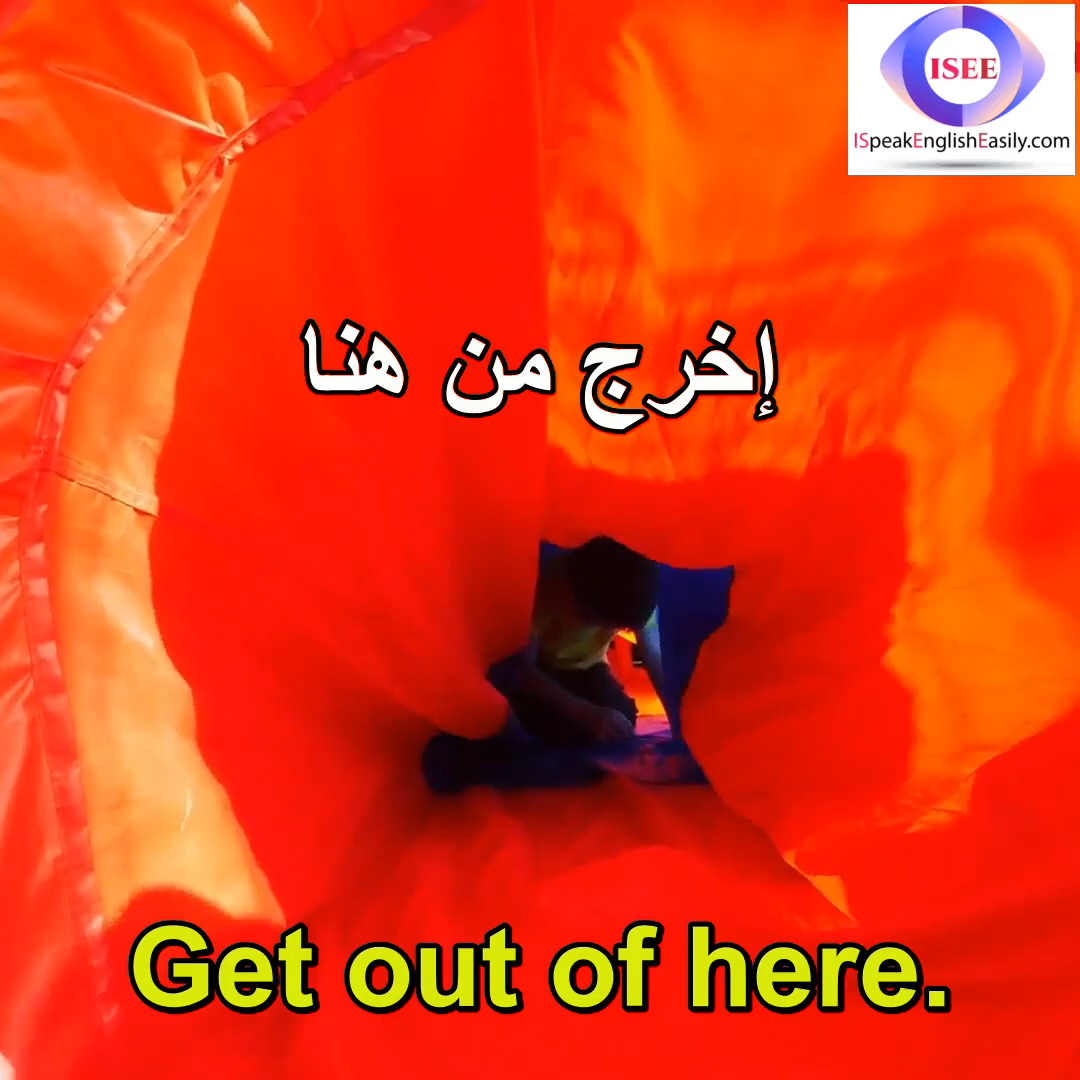 ISEE
ISpeakEnglishEasily.com
إخرج من هنا
Get out of here.